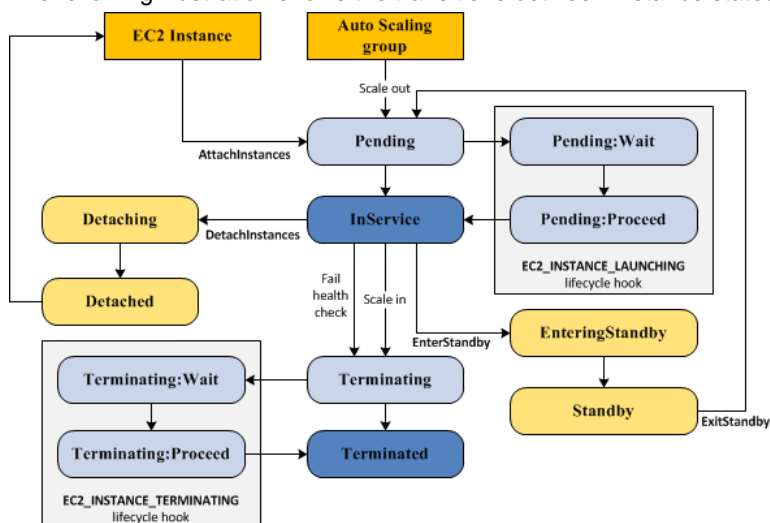 EC2 Instance
Auto Scaling
group
Scale out
AttachInstances
Pending
Pending:Wait
Pending:Proceed
EC2_INSTANCE_LAUNCHING
lifecycle hook
InService
DetachInstances
Detaching
Detached
Fail
health
check
Scale in
EnterStandby
EnteringStandby
Standby
ExitStandby
Terminating
Terminating:Wait
Terminating:Proceed
Terminated
EC2_INSTANCE_TERMINATING
lifecycle hook